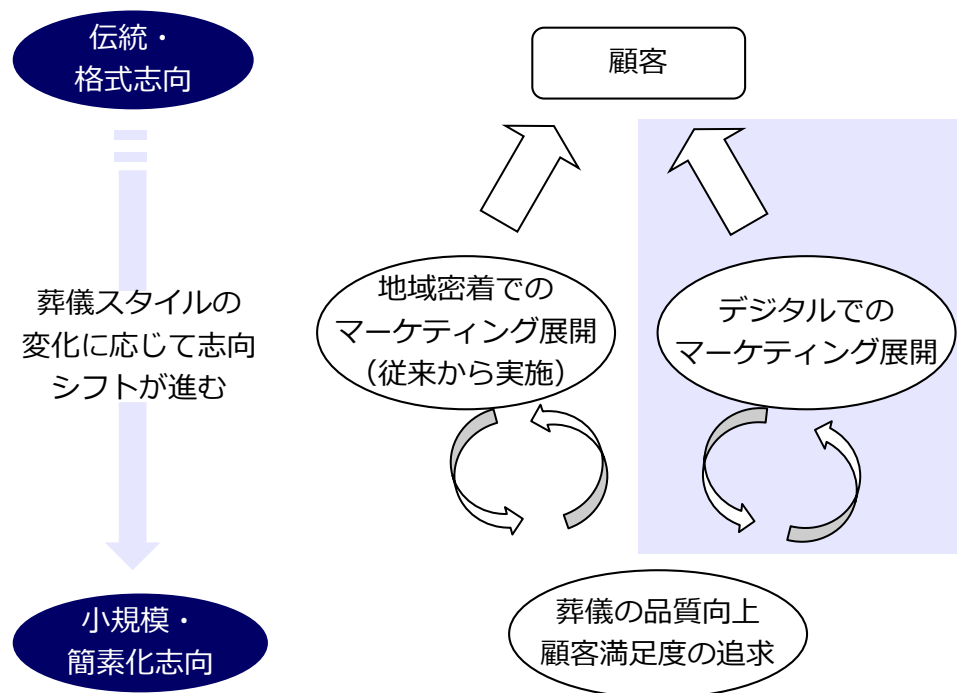 伝統・
格式志向
葬儀スタイルの
変化に応じて志向
シフトが進む
小規模・
簡素化志向
顧客
地域密着での
マーケティング展開
（従来から実施）
デジタルでの
マーケティング展開
葬儀の品質向上
顧客満足度の追求